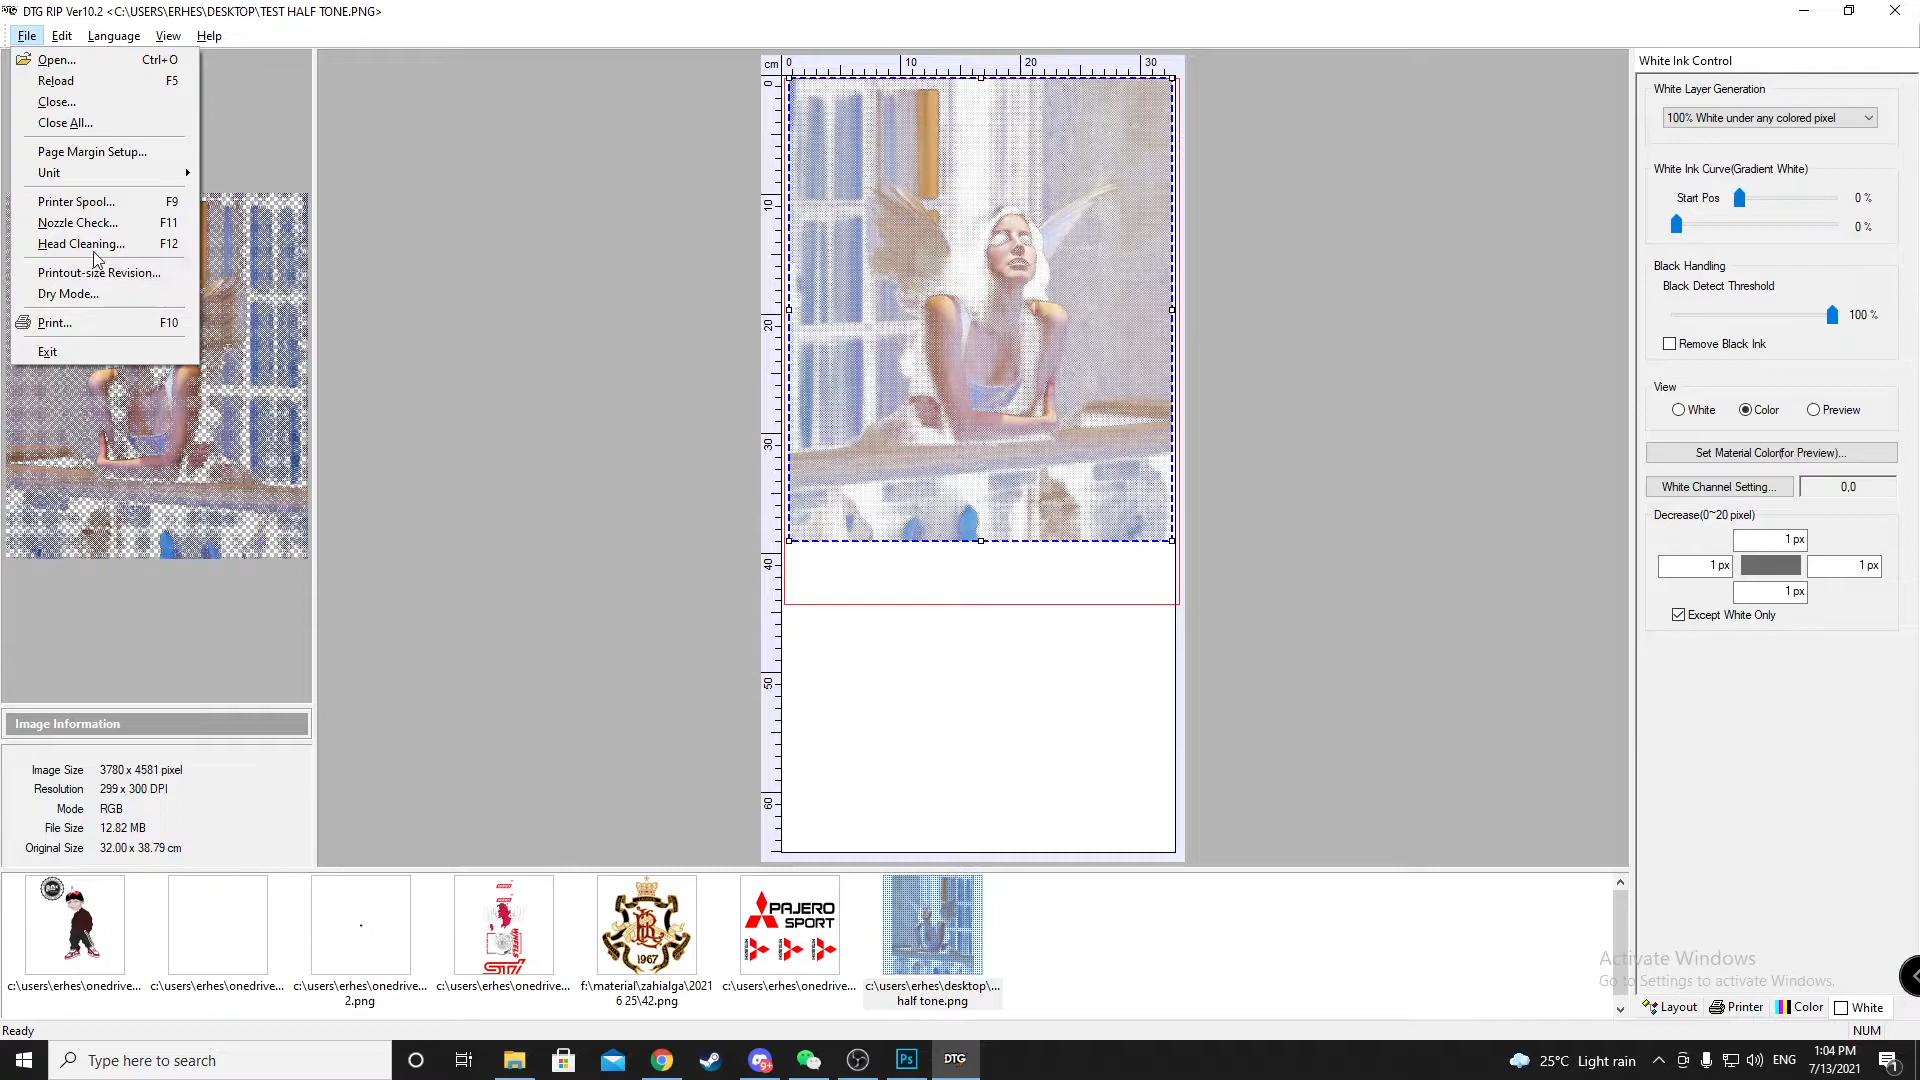 DTG RIP Ver10.2 <C:\USERS\ERHES\DESKTOP\TEST HALF TONE.PNG>
File Edit Language View Help
Open... Ctrl+O
Reload F5
Close...
Close All...
Page Margin Setup...
Unit
Printer Spool... F9
Nozzle Check... F11
Head Cleaning... F12
Printout-size Revision...
Dry Mode...
Print... F10
Exit
cm 0 10 20 30
0
10
20
30
40
50
60
White Ink Control
White Layer Generation
100% White under any colored pixel
White Ink Curve(Gradient White)
Start Pos 0 %
0 %
Black Handling
Black Detect Threshold
100 %
Remove Black Ink
View
White Color Preview
Set Material Color(for Preview)...
White Channel Setting... 0,0
Decrease(0~20 pixel)
1 px
1 px 1 px
1 px
Except White Only
Image Information
Image Size 3780 x 4581 pixel
Resolution 299 x 300 DPI
Mode RGB
File Size 12.82 MB
Original Size 32.00 x 38.79 cm
WHEELS
STI
1967
PAJERO
SPORT
c:\users\erhes\onedrive... c:\users\erhes\onedrive... c:\users\erhes\onedrive... c:\users\erhes\onedrive... f:\material\zahialga\2021 c:\users\erhes\onedrive... c:\users\erhes\desktop\...
2.png 6 25\42.png half tone.png
Activate Windows
Go to Settings to activate Windows.
Layout Printer Color White
Ready NUM
Type here to search
9+
Ps
DTG
25°C Light rain ENG
1:04 PM
7/13/2021
1